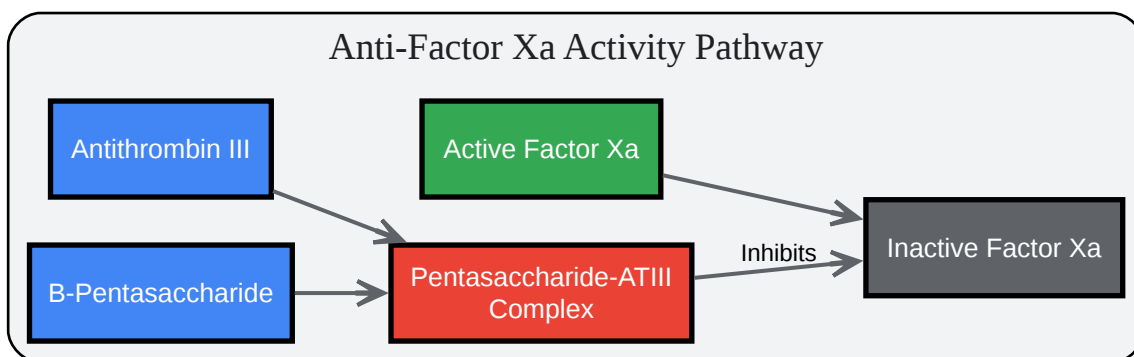 Anti-Factor Xa Activity Pathway
Antithrombin III
Active Factor Xa
Inhibits
Inactive Factor Xa
B-Pentasaccharide
Pentasaccharide-ATIII
Complex